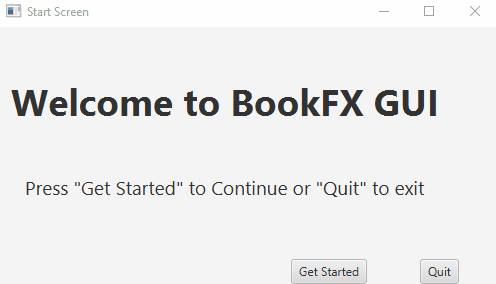 Start Screen
Welcome to BookFX GUI
Press "Get Started" to Continue or "Quit" to exit
Get Started
Quit